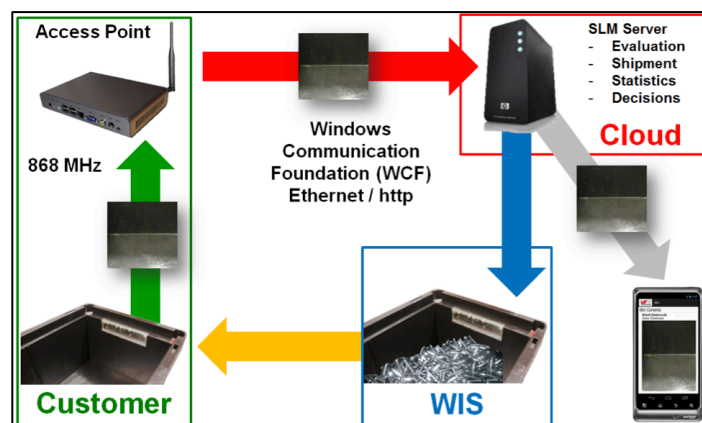 Access Point
868 MHz
Customer
Windows
Communication
Foundation (WCF)
Ethernet / http
SLM Server
- Evaluation
- Shipment
- Statistics
- Decisions
Cloud
WIS